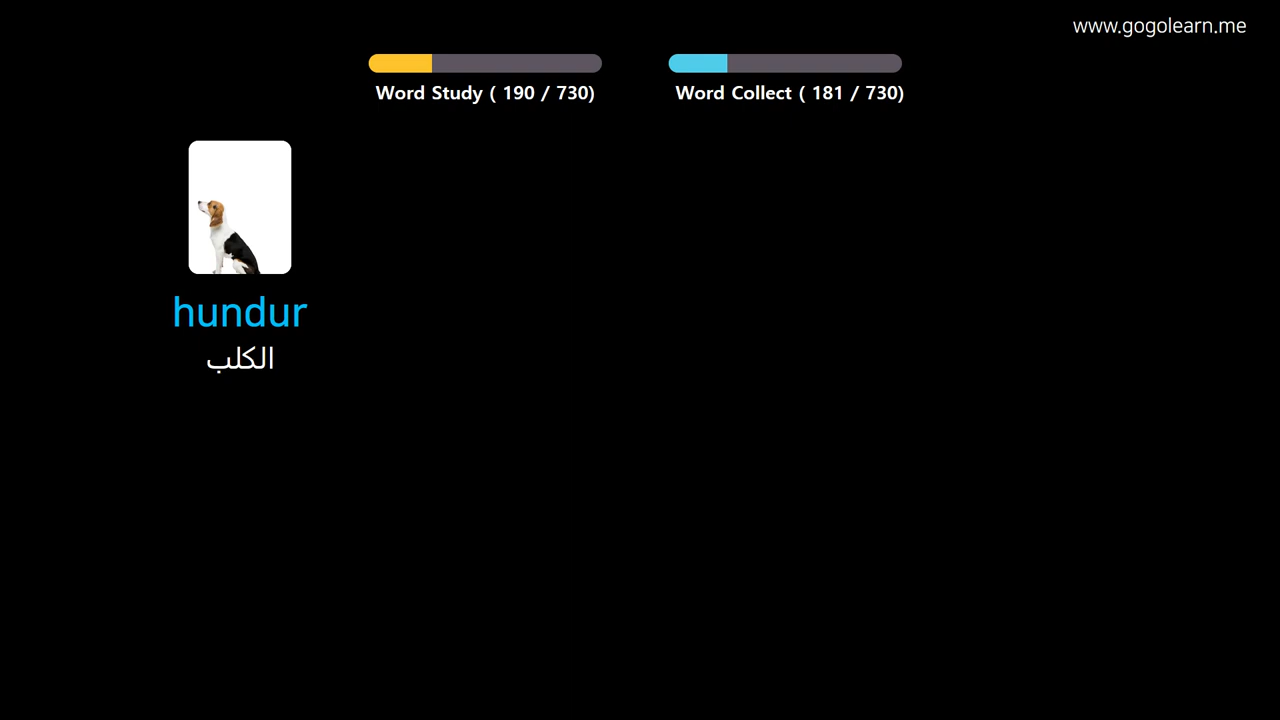 www.gogolearn.me
Word Study ( 190 / 730)
Word Collect ( 181 / 730)
hundur
الكلب